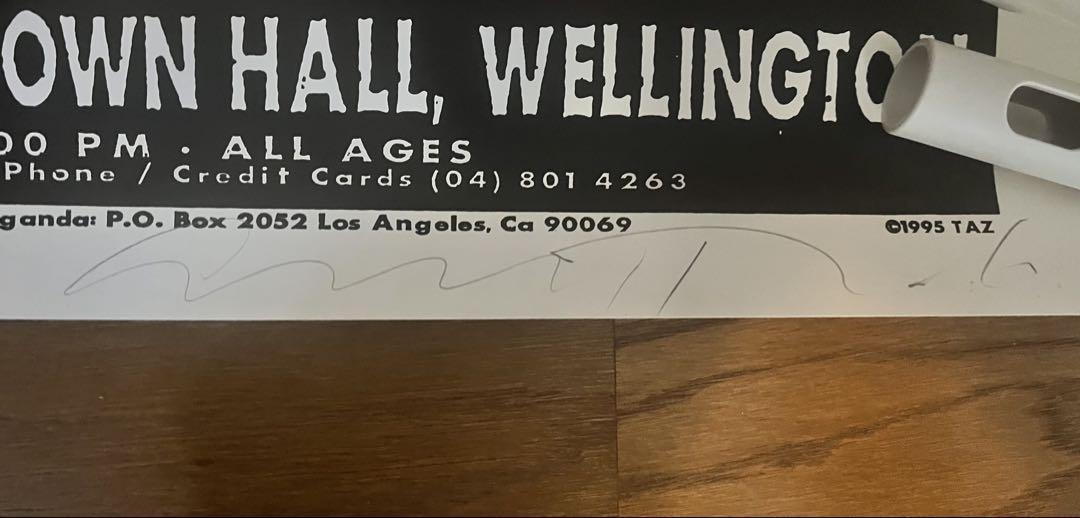 OWN HALL, WELLINGTO
00 PM · ALL AGES
Phone / Credit Cards (04) 801 4263
ganda: P.O. Box 2052 Los Angeles, Ca 90069
©1995 TAZ